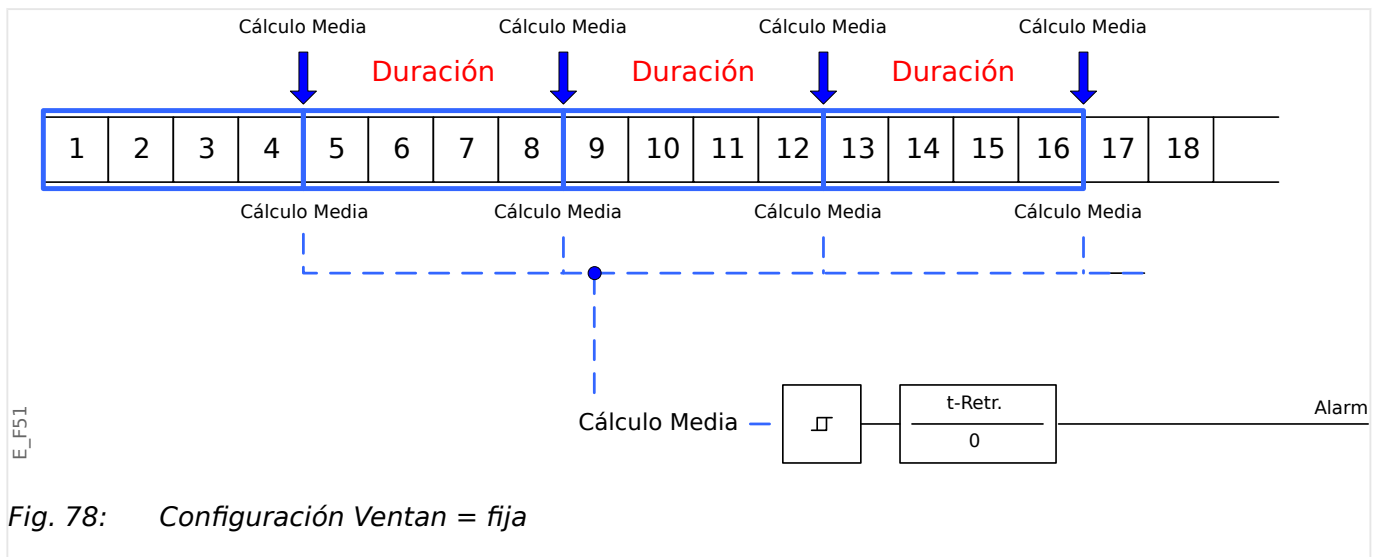 Cálculo Media Cálculo Media Cálculo Media Cálculo Media
Duración Duración Duración
1 2 3 4 5 6 7 8 9 10 11 12 13 14 15 16 17 18
Cálculo Media Cálculo Media Cálculo Media Cálculo Media
t-Retr.
Cálculo Media
0
Alarm
E_F51
Fig. 78: Configuración Ventan = fija